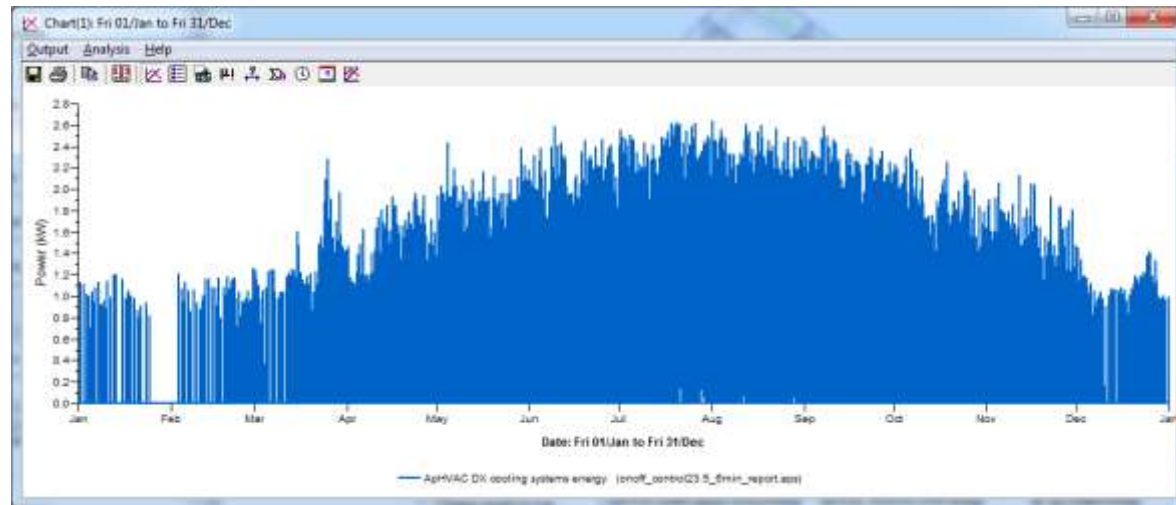 Chart(1): Fri 01/Jan to Fri 31/Dec
Output Analysis Help
2.8
2.6
2.4
2.2
2.0
1.8
1.6
1.4
1.2
1.0
0.8
0.6
0.4
0.2
0.0
Power (kW)
Jan Feb Mar Apr May Jun Jul Aug Sep Oct Nov Dec Jan
Date: Fri 01/Jan to Fri 31/Dec
ApHVAC DX cooling systems energy: (onoff_control23.5_6min_report.aps)